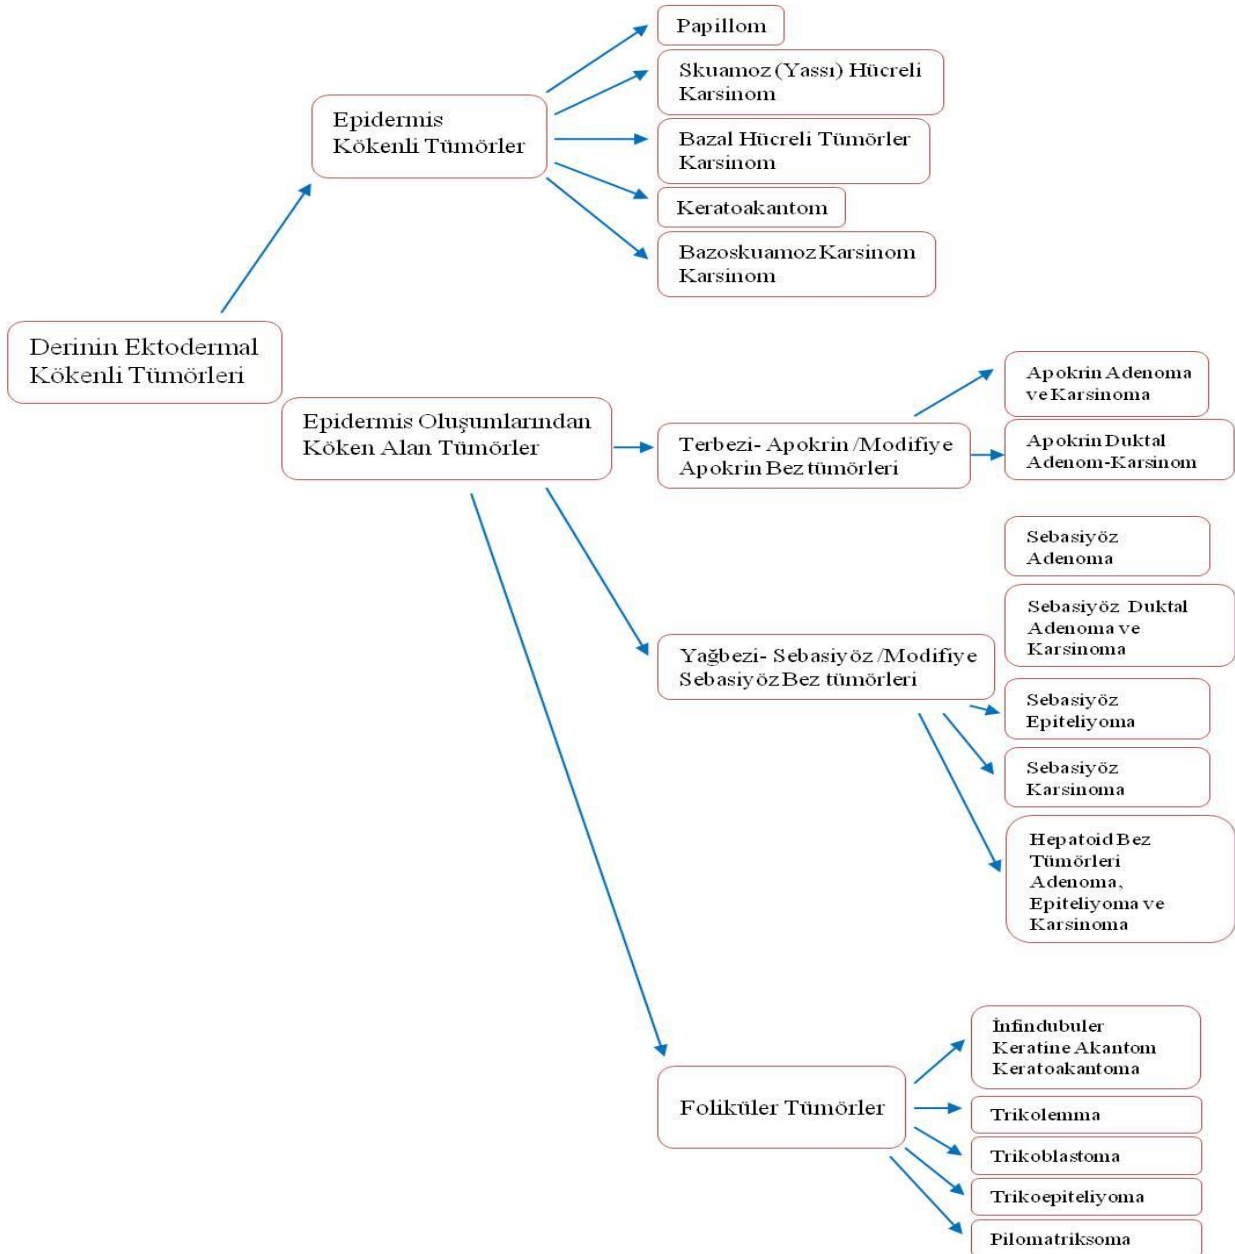 Papillom
Skuamoz (Yassı) Hücreli
Karsinom
Epidermis
Kökenli Tümörler
Bazal Hücreli Tümörler
Karsinom
Keratoakantom
Bazoskuamoz Karsinom
Karsinom
Derinin Ektodermal
Kökenli Tümörleri
Epidermis Oluşumlarından
Köken Alan Tümörler
Terbezi- Apokrin /Modifiye
Apokrin Bez tümörleri
Apokrin Adenoma
ve Karsinoma
Apokrin Duktal
Adenom-Karsinom
Yağbezi- Sebasiyöz /Modifiye
Sebasiyöz Bez tümörleri
Sebasiyöz
Adenoma
Sebasiyöz Duktal
Adenoma ve
Karsinoma
Sebasiyöz
Epiteliyoma
Sebasiyöz
Karsinoma
Hepatoid Bez
Tümörleri
Adenoma,
Epiteliyoma ve
Karsinoma
Foliküler Tümörler
İnfindubuler
Keratine Akantom
Keratoakantoma
Trikolemma
Trikoblastoma
Trikoepiteliyoma
Pilomatriksoma